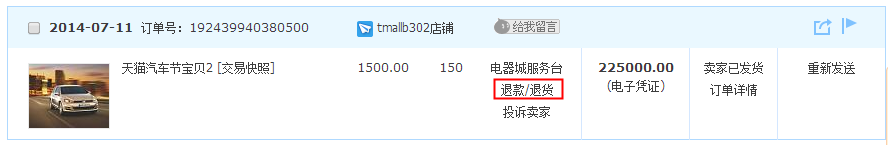 2014-07-11 订单号：192439940380500 tmallb302店铺 给我留言
天猫汽车节宝贝2 [交易快照] 1500.00 150 电器城服务台 225000.00 卖家已发货 重新发送
退款/退货 （电子凭证） 订单详情
投诉卖家